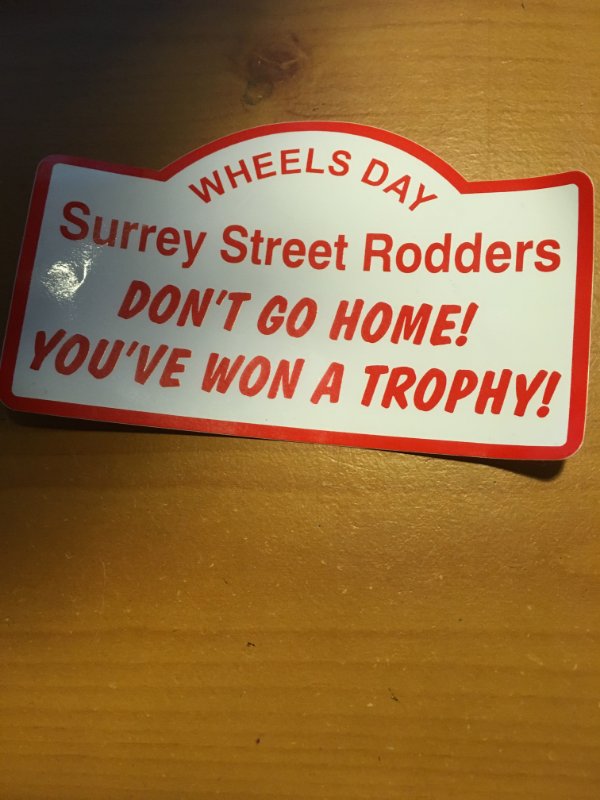 WHEELS DAY
Surrey Street Rodders
DON'T GO HOME!
YOU'VE WON A TROPHY!